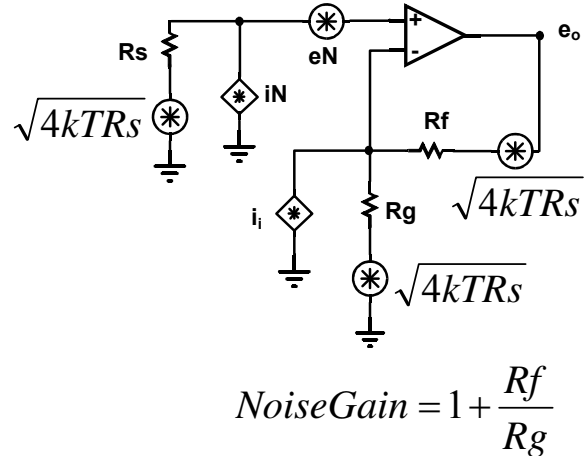 +
eN
-
e₀
Rs
iN
√4kTRs
Rf
√4kTRs
iᵢ
Rg
√4kTRs
NoiseGain = 1 + Rf/Rg